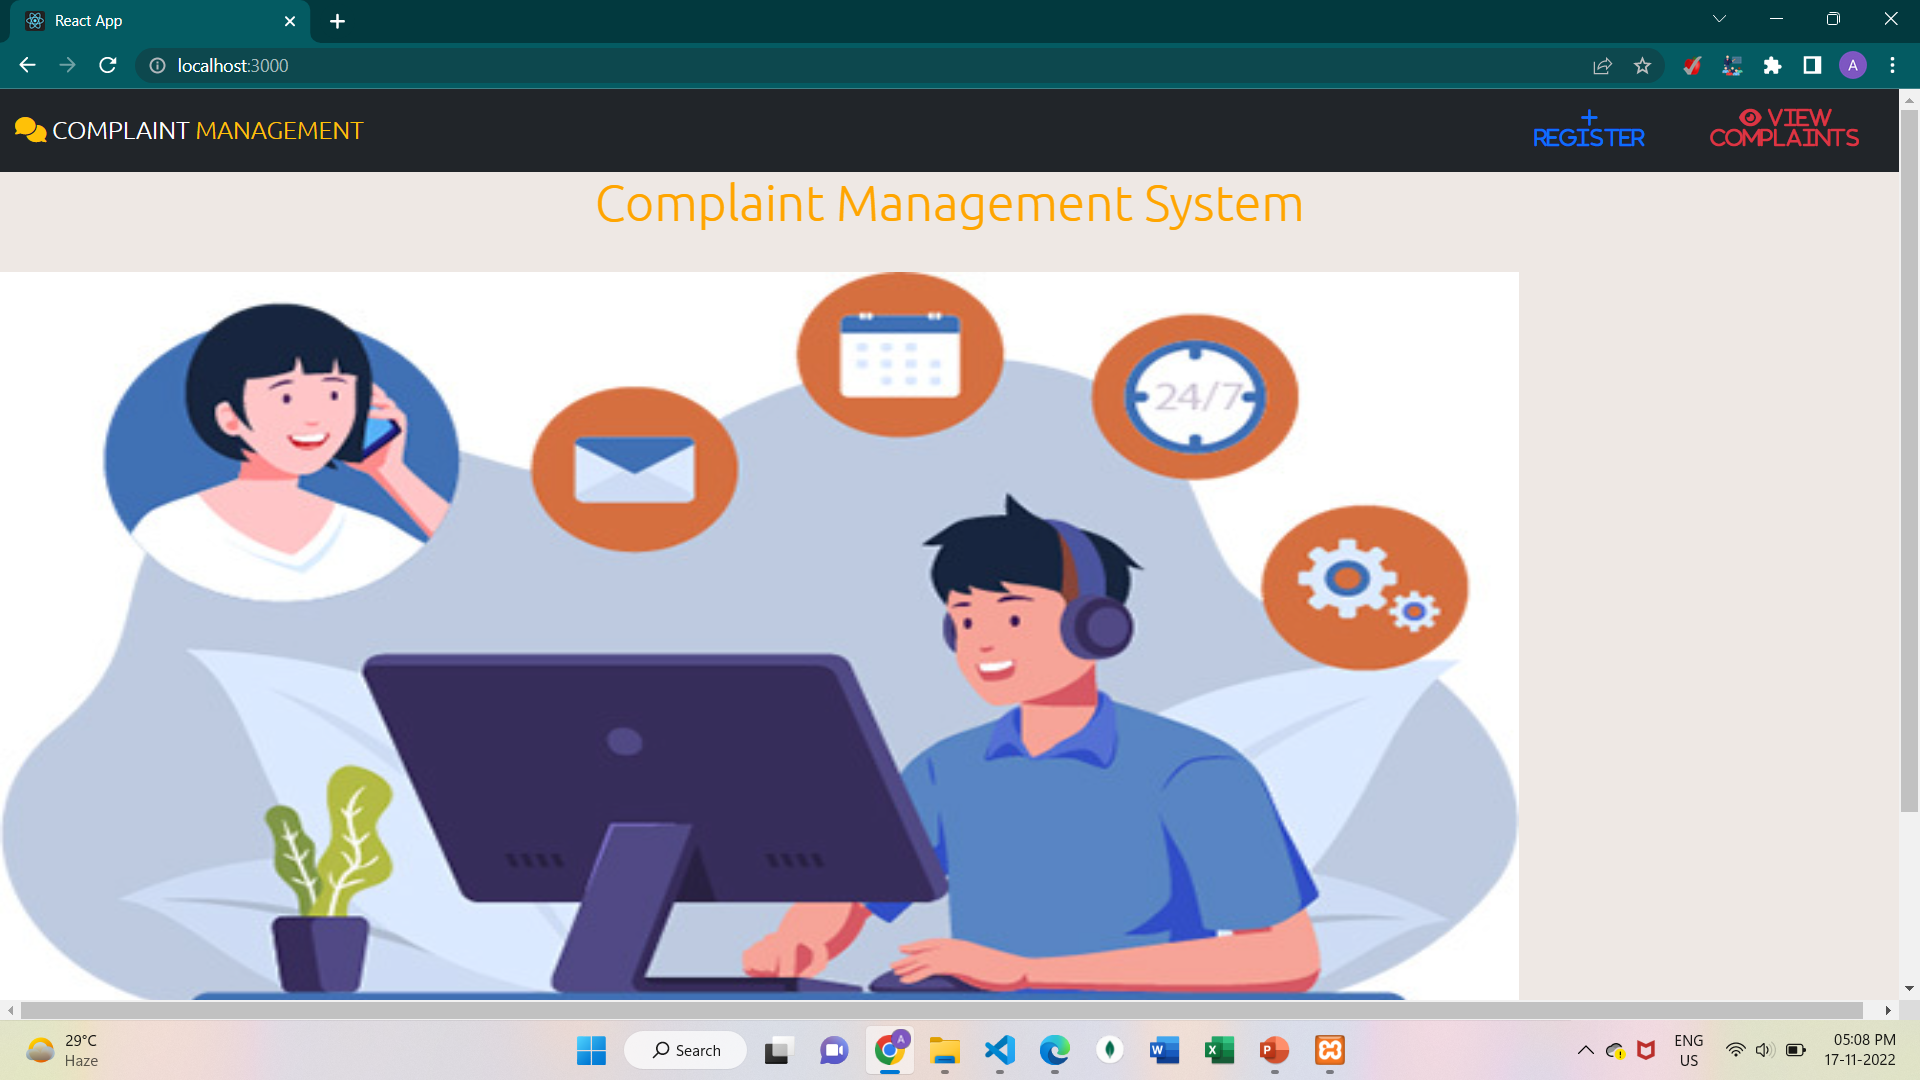 React App
localhost:3000
A
COMPLAINT MANAGEMENT
+
REGISTER
VIEW
COMPLAINTS
Complaint Management System
24/7
29°C
Haze
Search
A
W
X
P
ENG
US
05:08 PM
17-11-2022